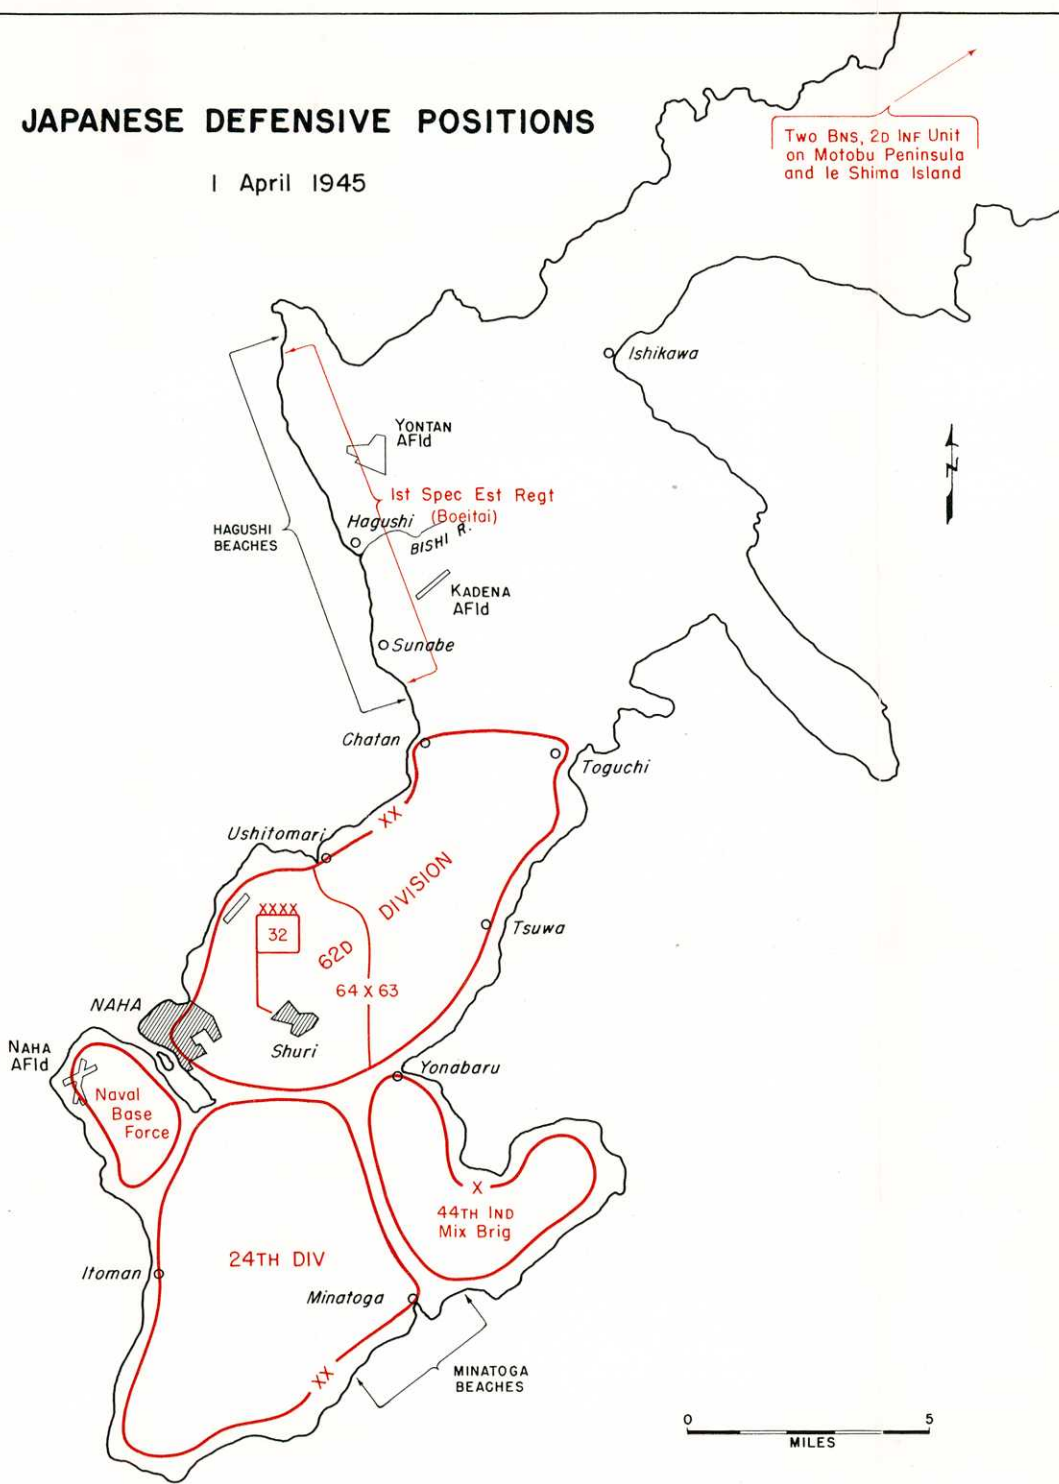 JAPANESE DEFENSIVE POSITIONS
1 April 1945
TWO BNS, 2D INF Unit
on Motobu Peninsula
and Ie Shima Island
Ishikawa
YONTAN
AFld
1st Spec Est Regt
(Boeitai)
Hagushi
BISHI R.
HAGUSHI
BEACHES
KADENA
AFld
Sunabe
N
Chatan
Toguchi
XX
Ushitomari
DIVISION
62D
XXXX
32
Tsuwa
64 X 63
NAHA
Shuri
NAHA
AFld
Yonabaru
Naval
Base
Force
X
44TH IND
Mix Brig
24TH DIV
Itoman
Minatoga
XX
MINATOGA
BEACHES
0 5
MILES